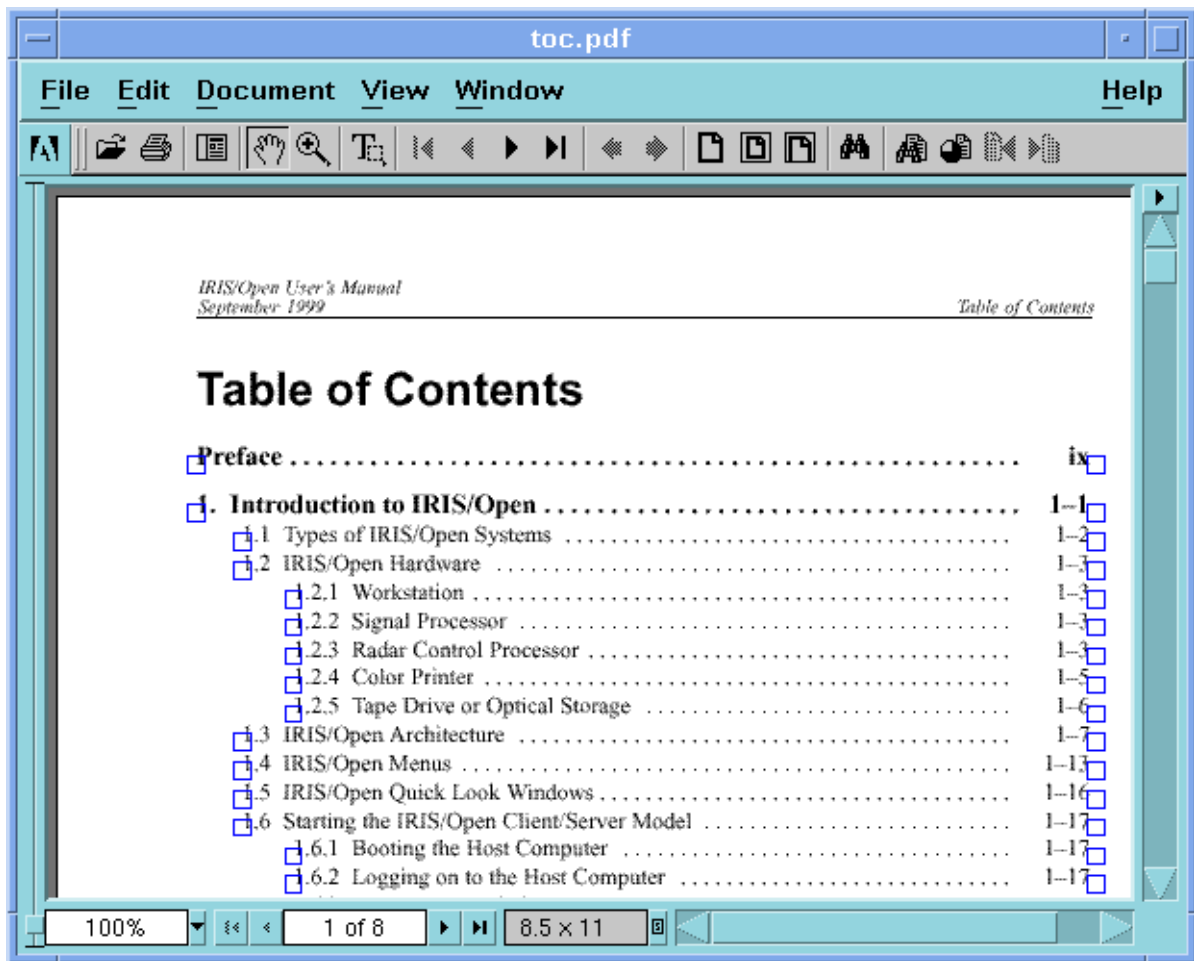 toc.pdf
File Edit Document View Window Help
IRIS/Open User's Manual
September 1999 Table of Contents
Table of Contents
Preface . . . . . . . . . . . . . . . . . . . . . . . . . . . . . . . . . . . . . . . . . . . . . . . . . . . . . . . ix
1. Introduction to IRIS/Open . . . . . . . . . . . . . . . . . . . . . . . . . . . . . . . . . . . . 1–1
1.1 Types of IRIS/Open Systems . . . . . . . . . . . . . . . . . . . . . . . . . . . . . . . . . . . . 1–2
1.2 IRIS/Open Hardware . . . . . . . . . . . . . . . . . . . . . . . . . . . . . . . . . . . . . . . . . 1–3
1.2.1 Workstation . . . . . . . . . . . . . . . . . . . . . . . . . . . . . . . . . . . . . . . . . . . 1–3
1.2.2 Signal Processor . . . . . . . . . . . . . . . . . . . . . . . . . . . . . . . . . . . . . . . 1–3
1.2.3 Radar Control Processor . . . . . . . . . . . . . . . . . . . . . . . . . . . . . . . . . . 1–3
1.2.4 Color Printer . . . . . . . . . . . . . . . . . . . . . . . . . . . . . . . . . . . . . . . . . . 1–5
1.2.5 Tape Drive or Optical Storage . . . . . . . . . . . . . . . . . . . . . . . . . . . . . 1–6
1.3 IRIS/Open Architecture . . . . . . . . . . . . . . . . . . . . . . . . . . . . . . . . . . . . . . . 1–7
1.4 IRIS/Open Menus . . . . . . . . . . . . . . . . . . . . . . . . . . . . . . . . . . . . . . . . . . . . 1–13
1.5 IRIS/Open Quick Look Windows . . . . . . . . . . . . . . . . . . . . . . . . . . . . . . . . . 1–16
1.6 Starting the IRIS/Open Client/Server Model . . . . . . . . . . . . . . . . . . . . . . . . 1–17
1.6.1 Booting the Host Computer . . . . . . . . . . . . . . . . . . . . . . . . . . . . . . . 1–17
1.6.2 Logging on to the Host Computer . . . . . . . . . . . . . . . . . . . . . . . . . . 1–17
100% 1 of 8 8.5 × 11